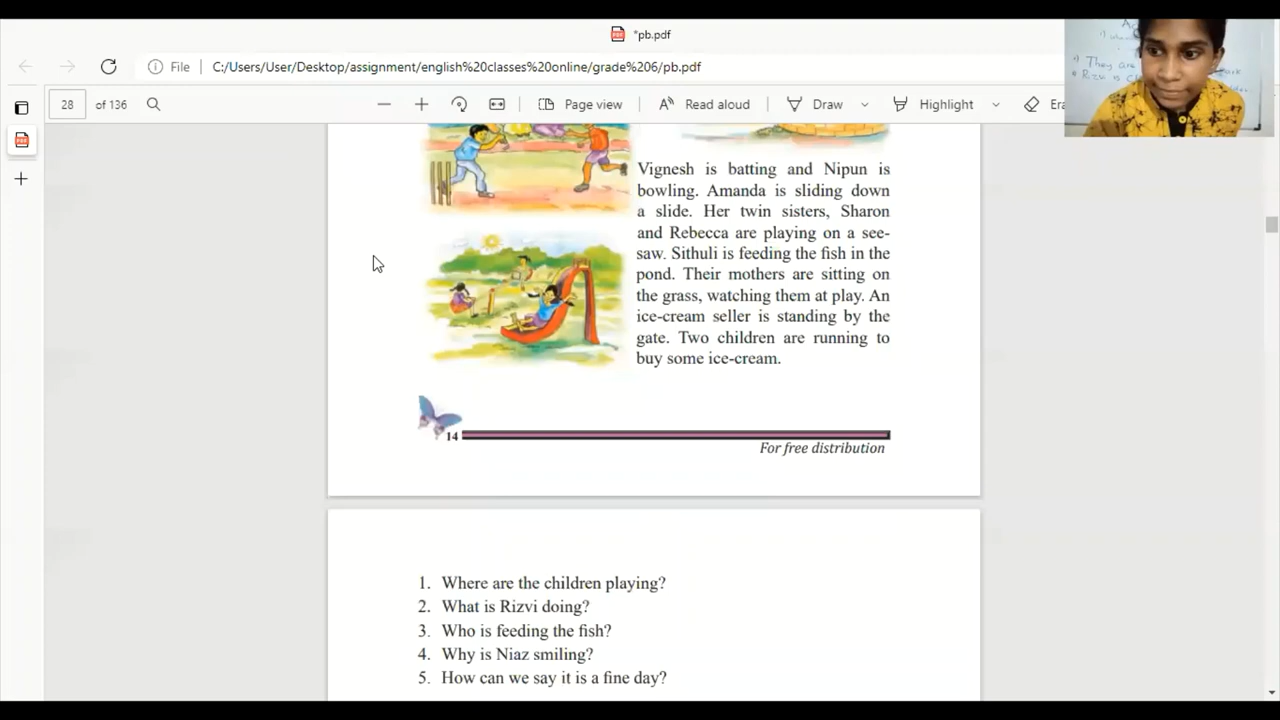 *pb.pdf
File
C:/Users/User/Desktop/assignment/english%20classes%20online/grade%206/pb.pdf
28 of 136
Page view
Read aloud
Draw
Highlight
Era
They are
Rizvi is
Vignesh is batting and Nipun is
bowling. Amanda is sliding down
a slide. Her twin sisters, Sharon
and Rebecca are playing on a see-
saw. Sithuli is feeding the fish in the
pond. Their mothers are sitting on
the grass, watching them at play. An
ice-cream seller is standing by the
gate. Two children are running to
buy some ice-cream.
14
For free distribution
1. Where are the children playing?
2. What is Rizvi doing?
3. Who is feeding the fish?
4. Why is Niaz smiling?
5. How can we say it is a fine day?